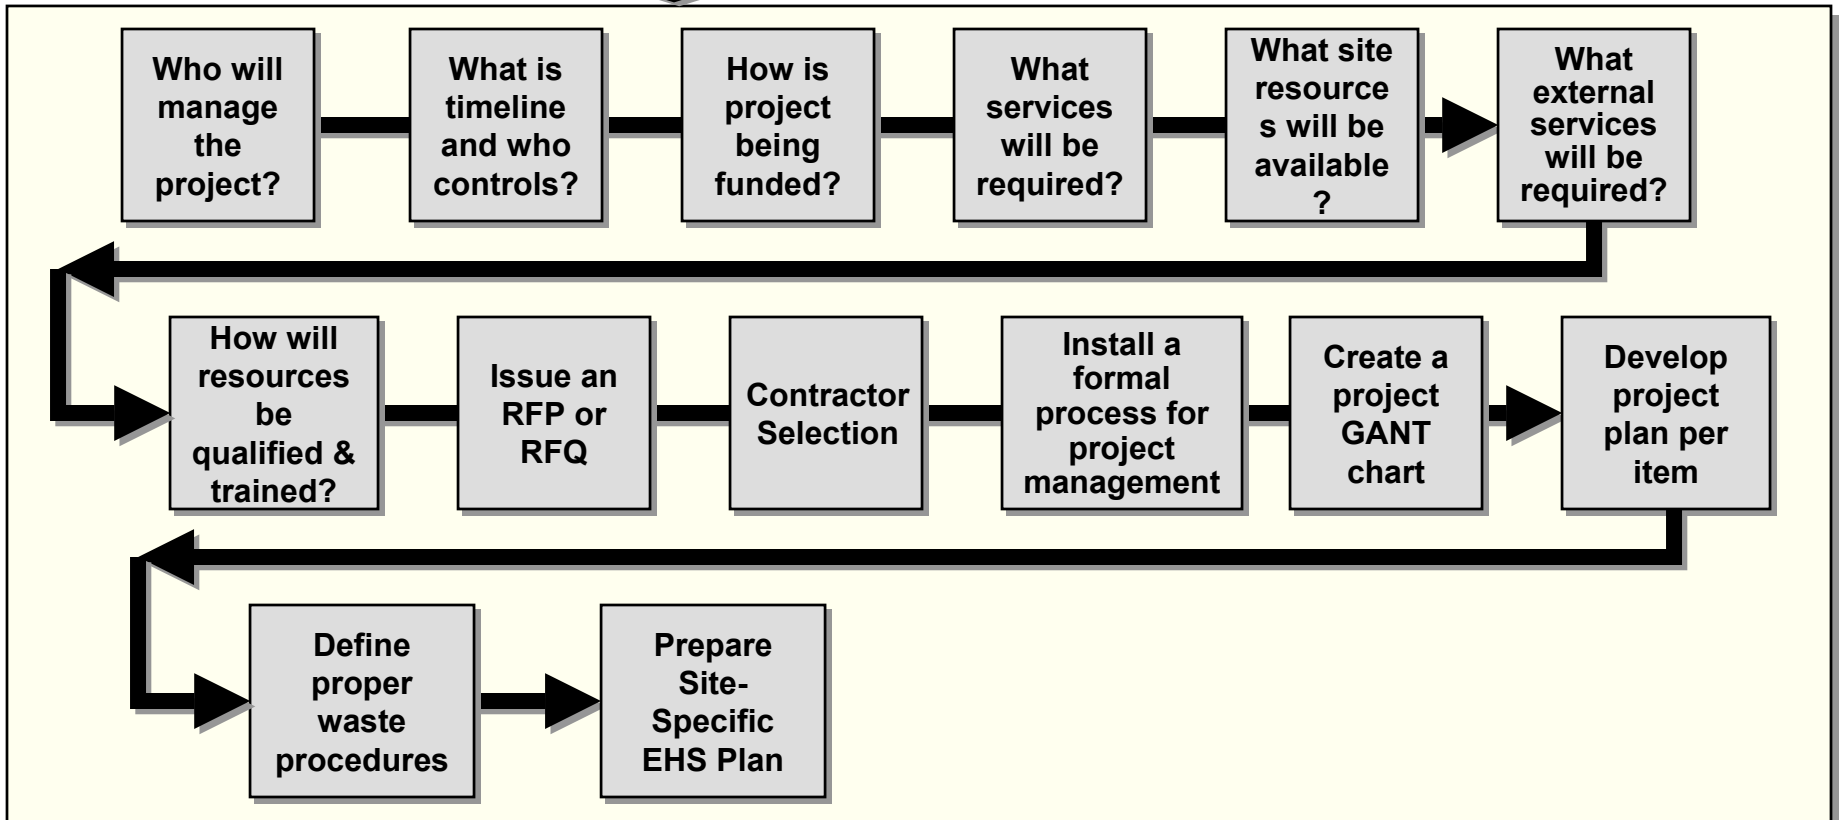 Who will
manage
the
project?
What is
timeline
and who
controls?
How is
project
being
funded?
What
services
will be
required?
What site
resource
s will be
available
?
What
external
services
will be
required?
How will
resources
be
qualified &
trained?
Issue an
RFP or
RFQ
Contractor
Selection
Install a
formal
process for
project
management
Create a
project
GANT
chart
Develop
project
plan per
item
Define
proper
waste
procedures
Prepare
Site-
Specific
EHS Plan